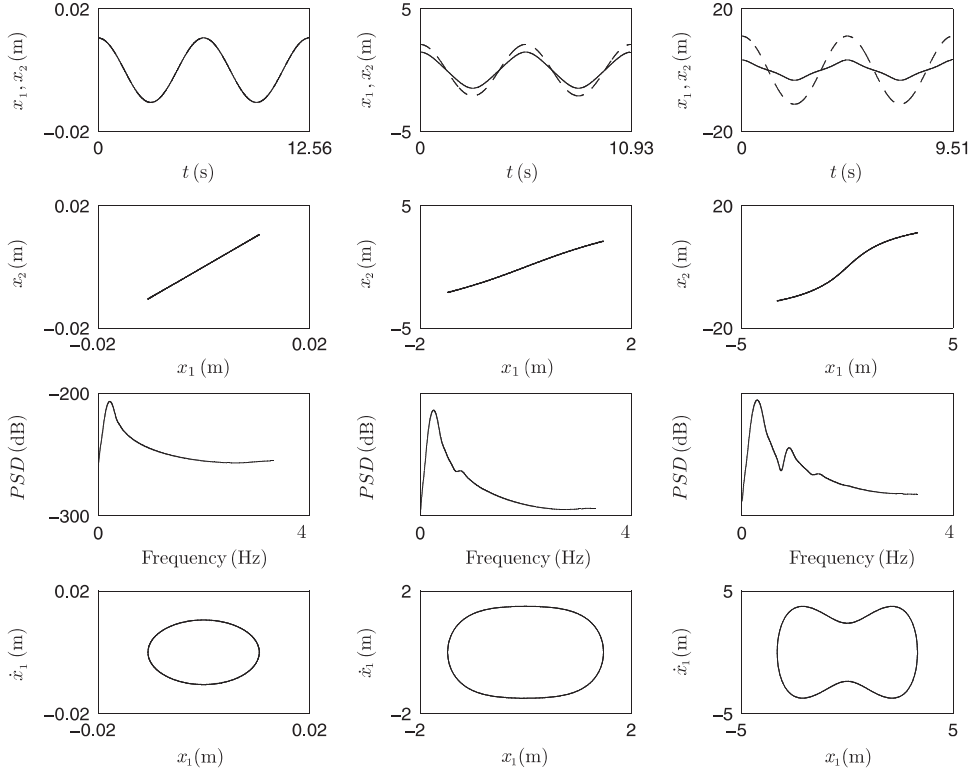 0.02
x₁, x₂ (m)
−0.02
0
12.56
t (s)
5
x₁, x₂ (m)
−5
0
10.93
t (s)
20
x₁, x₂ (m)
−20
0
9.51
t (s)
0.02
x₂ (m)
−0.02
−0.02
0.02
x₁ (m)
5
x₂ (m)
−5
−2
2
x₁ (m)
20
x₂ (m)
−20
−5
5
x₁ (m)
−200
PSD (dB)
−300
0
4
Frequency (Hz)
PSD (dB)
0
4
Frequency (Hz)
PSD (dB)
0
4
Frequency (Hz)
0.02
ẋ₁ (m)
−0.02
−0.02
0.02
x₁(m)
2
ẋ₁ (m)
−2
−2
2
x₁(m)
5
ẋ₁(m)
−5
−5
5
x₁(m)